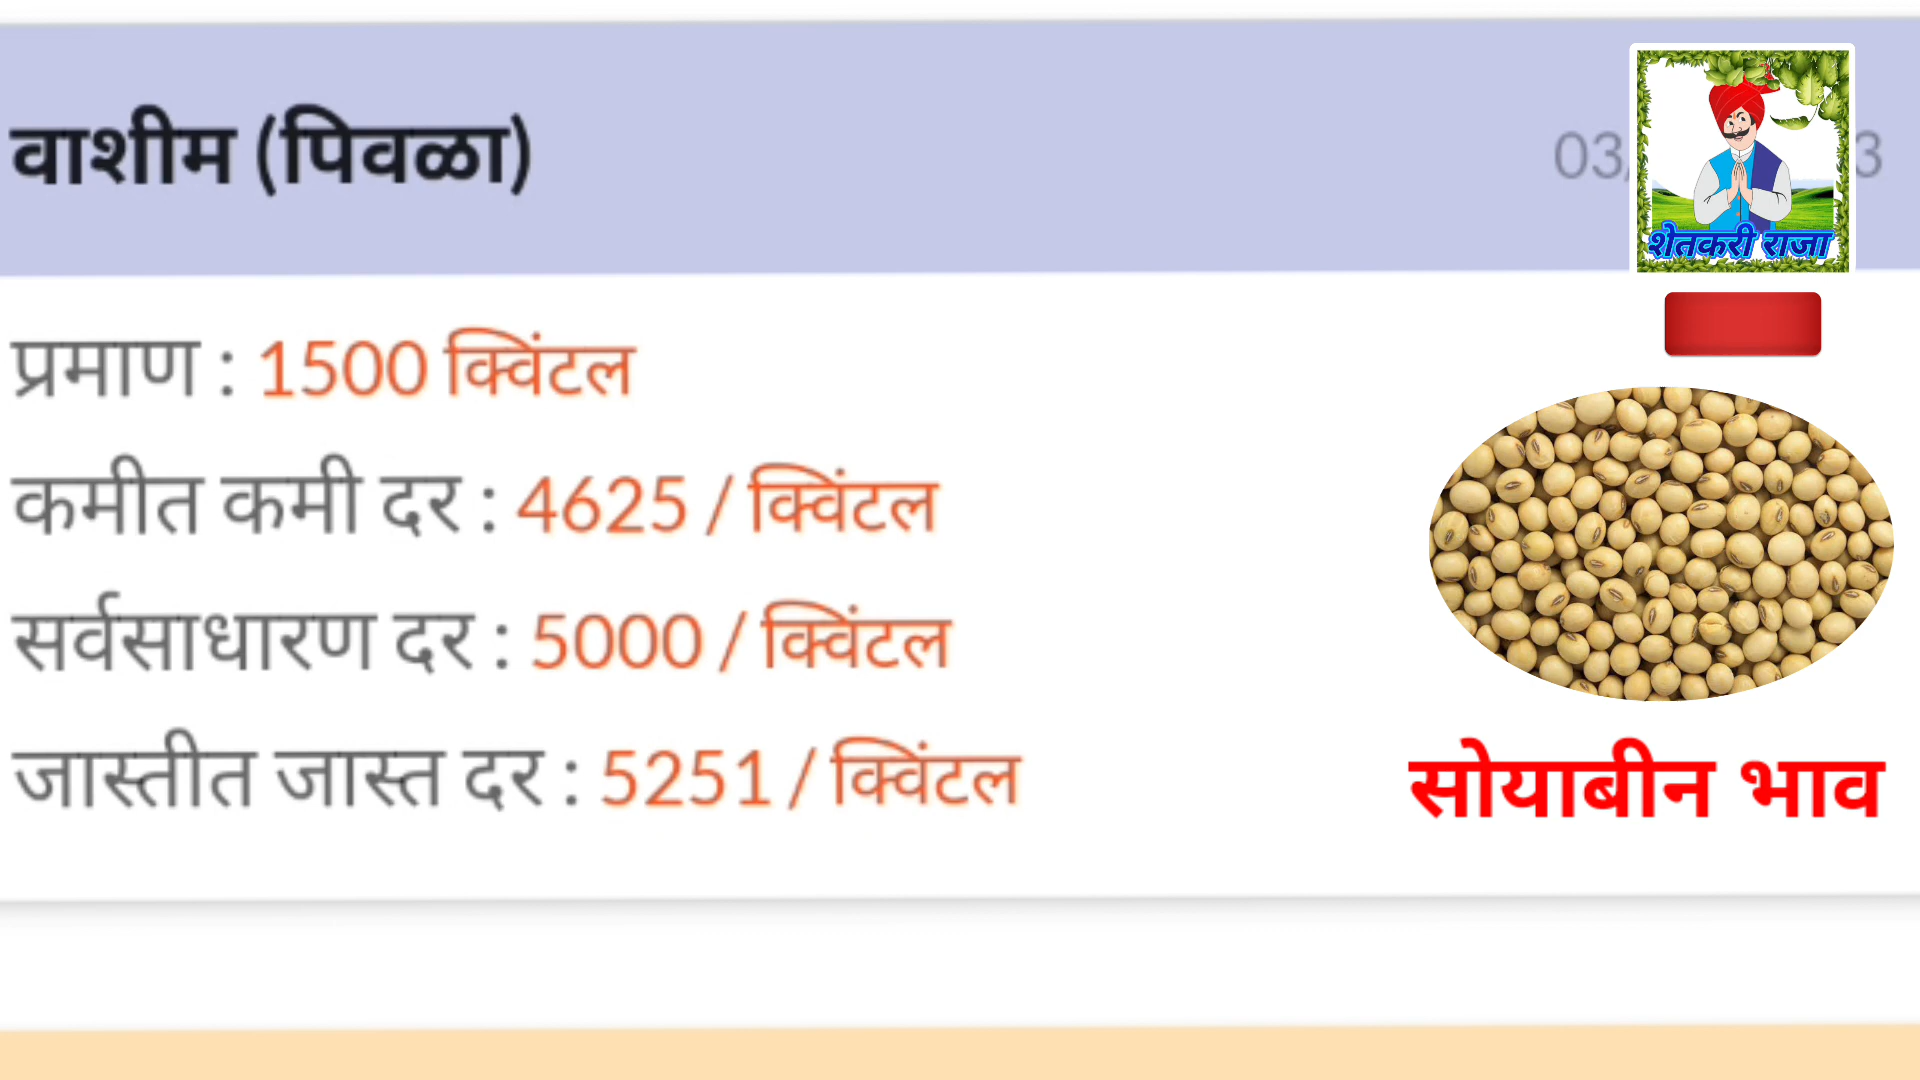 वाशीम (पिवळा)
03/
3
शेतकरी राजा
प्रमाण : 1500 क्विंटल
कमीत कमी दर : 4625 / क्विंटल
सर्वसाधारण दर : 5000 / क्विंटल
जास्तीत जास्त दर : 5251 / क्विंटल
सोयाबीन भाव